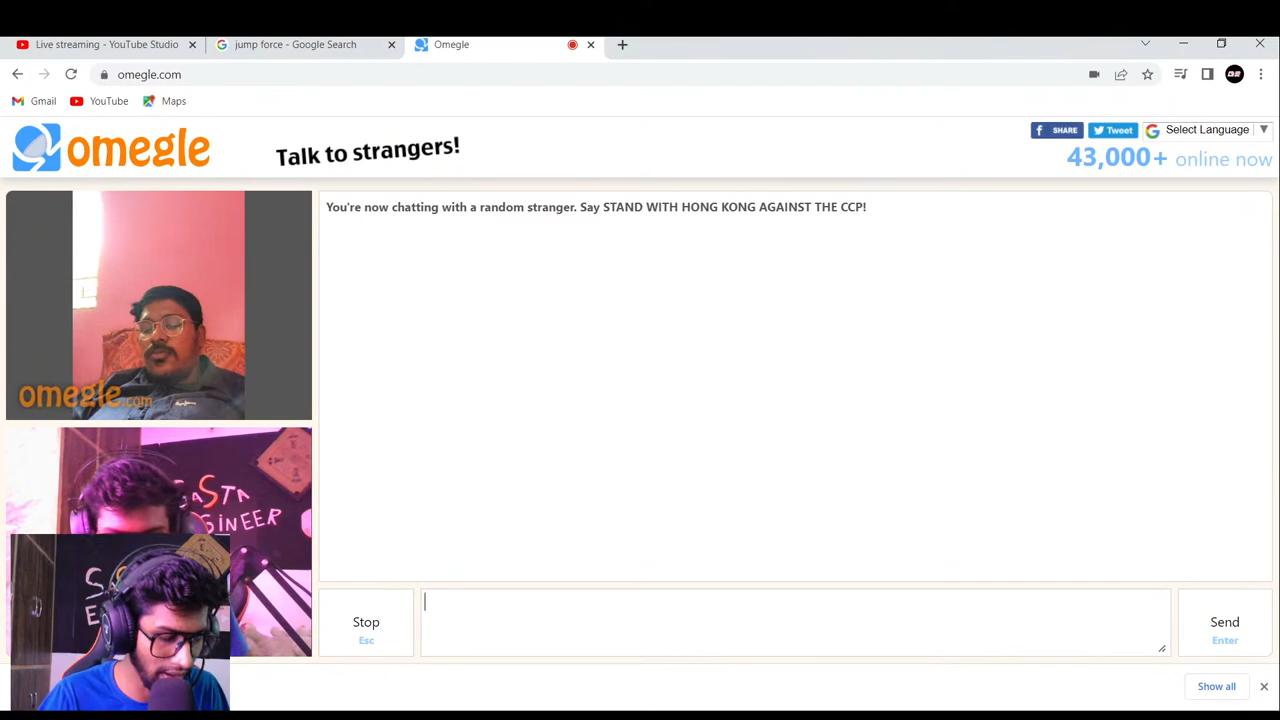 Live streaming - YouTube Studio
jump force - Google Search
Omegle
omegle.com
Gmail
YouTube
Maps
omegle
Talk to strangers!
SHARE
Tweet
Select Language
43,000+ online now
You're now chatting with a random stranger. Say STAND WITH HONG KONG AGAINST THE CCP!
omegle.com
SASTA
GINEER
S
E
Stop
Esc
Send
Enter
Show all